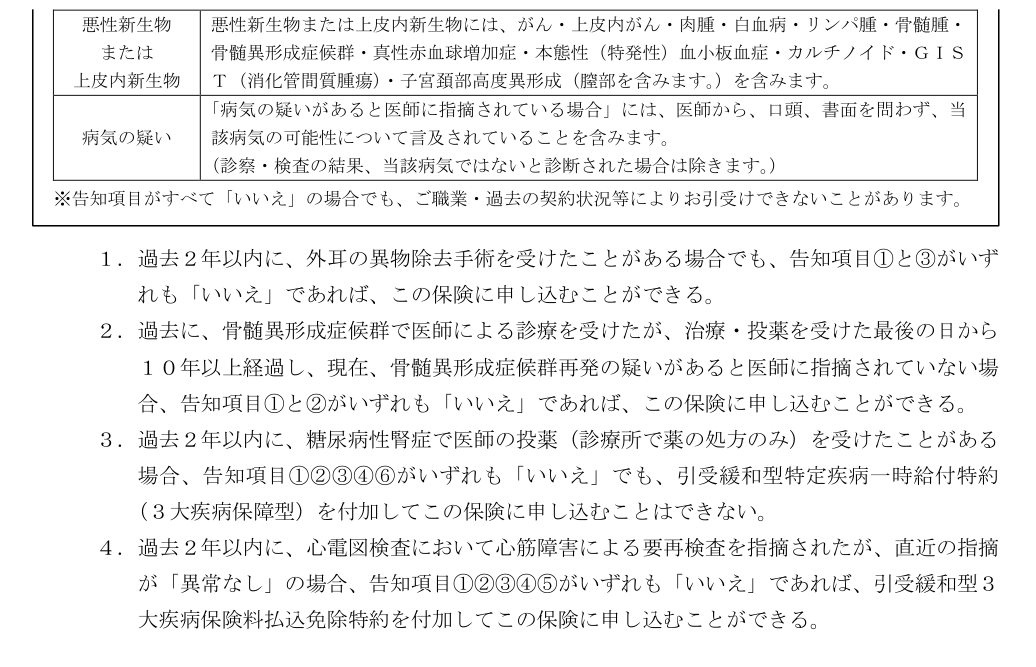 悪性新生物
または
上皮内新生物
悪性新生物または上皮内新生物には、がん・上皮内がん・肉腫・白血病・リンパ腫・骨髄腫・
骨髄異形成症候群・真性赤血球増加症・本態性（特発性）血小板血症・カルチノイド・ＧＩＳ
Ｔ（消化管間質腫瘍）・子宮頚部高度異形成（膣部を含みます。）を含みます。
病気の疑い
「病気の疑いがあると医師に指摘されている場合」には、医師から、口頭、書面を問わず、当
該病気の可能性について言及されていることを含みます。
（診察・検査の結果、当該病気ではないと診断された場合は除きます。）
※告知項目がすべて「いいえ」の場合でも、ご職業・過去の契約状況等によりお引受けできないことがあります。
１．過去２年以内に、外耳の異物除去手術を受けたことがある場合でも、告知項目①と③がいず
れも「いいえ」であれば、この保険に申し込むことができる。
２．過去に、骨髄異形成症候群で医師による診療を受けたが、治療・投薬を受けた最後の日から
１０年以上経過し、現在、骨髄異形成症候群再発の疑いがあると医師に指摘されていない場
合、告知項目①と②がいずれも「いいえ」であれば、この保険に申し込むことができる。
３．過去２年以内に、糖尿病性腎症で医師の投薬（診療所で薬の処方のみ）を受けたことがある
場合、告知項目①②③④⑥がいずれも「いいえ」でも、引受緩和型特定疾病一時給付特約
（３大疾病保障型）を付加してこの保険に申し込むことはできない。
４．過去２年以内に、心電図検査において心筋障害による要再検査を指摘されたが、直近の指摘
が「異常なし」の場合、告知項目①②③④⑤がいずれも「いいえ」であれば、引受緩和型３
大疾病保険料払込免除特約を付加してこの保険に申し込むことができる。